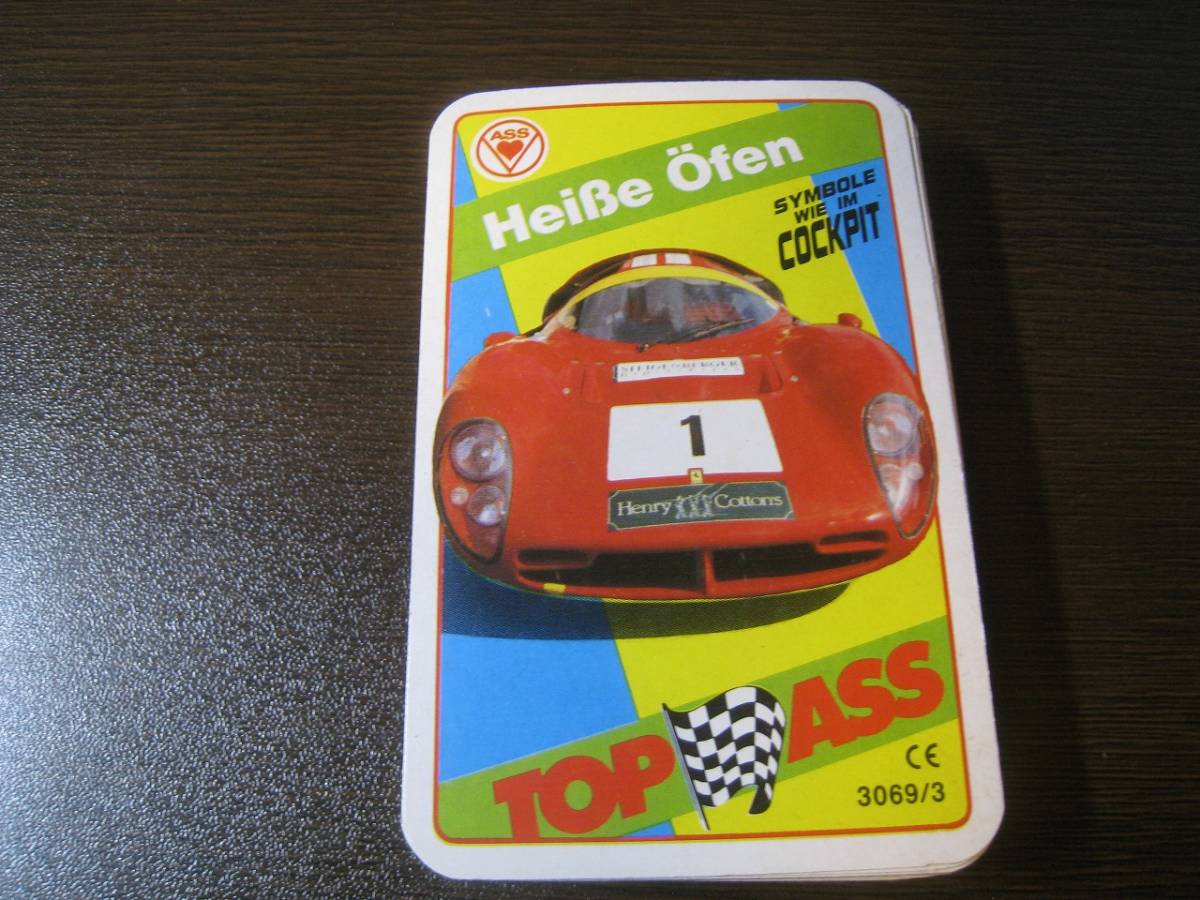 ASS
Heiße Öfen
SYMBOLE
WIE IM
COCKPIT
1
Henry Cottons
TOP ASS
CE
3069/3